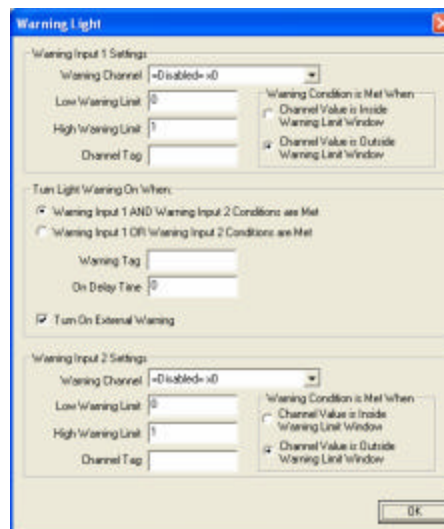 Warning Light
Warning Input 1 Settings
Warning Channel =Disabled= x0
Low Warning Limit 0
High Warning Limit 1
Channel Tag
Warning Condition is Met When
Channel Value is Inside
Warning Limit Window
Channel Value is Outside
Warning Limit Window
Turn Light Warning On When:
Warning Input 1 AND Warning Input 2 Conditions are Met
Warning Input 1 OR Warning Input 2 Conditions are Met
Warning Tag
On Delay Time 0
Turn On External Warning
Warning Input 2 Settings
Warning Channel =Disabled= x0
Low Warning Limit 0
High Warning Limit 1
Channel Tag
Warning Condition is Met When
Channel Value is Inside
Warning Limit Window
Channel Value is Outside
Warning Limit Window
OK